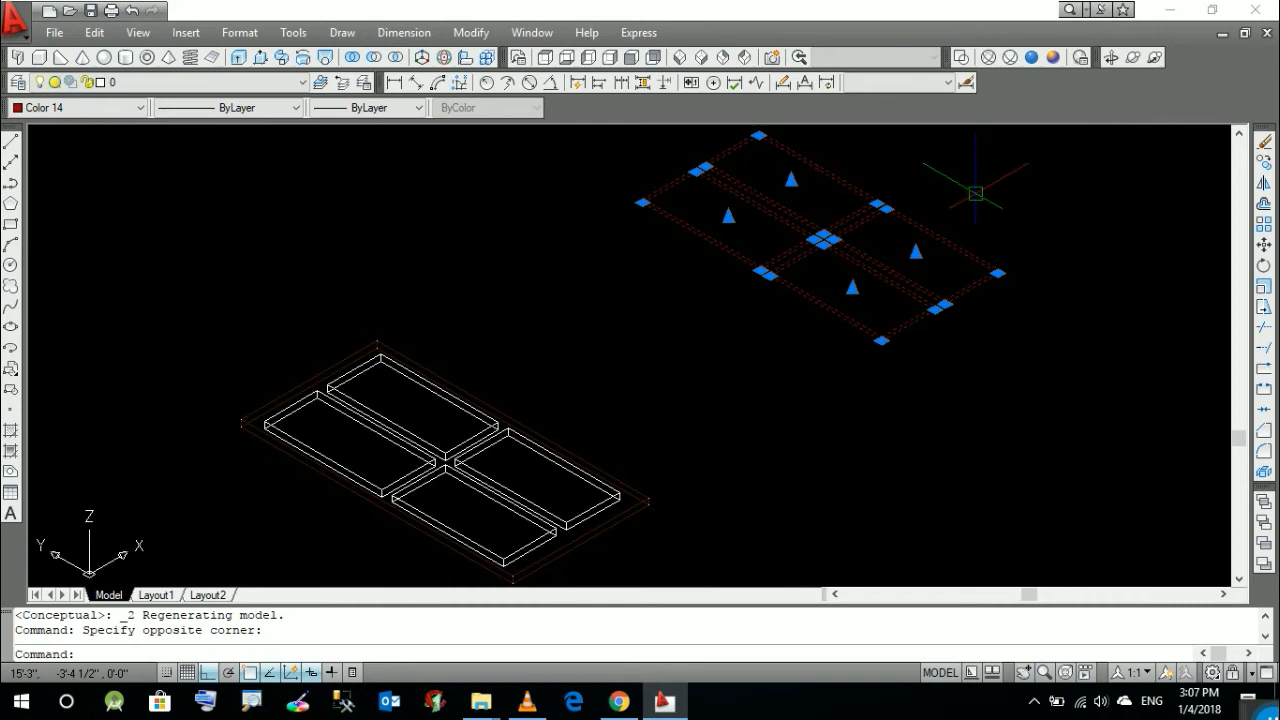 File Edit View Insert Format Tools Draw Dimension Modify Window Help Express
0
Color 14 ByLayer ByLayer ByColor
Z
Y X
Model Layout1 Layout2
<Conceptual>: _2 Regenerating model.
Command: Specify opposite corner:
Command:
15'-3", -3'-4 1/2", 0'-0" MODEL 1:1
ENG 3:07 PM
1/4/2018
A